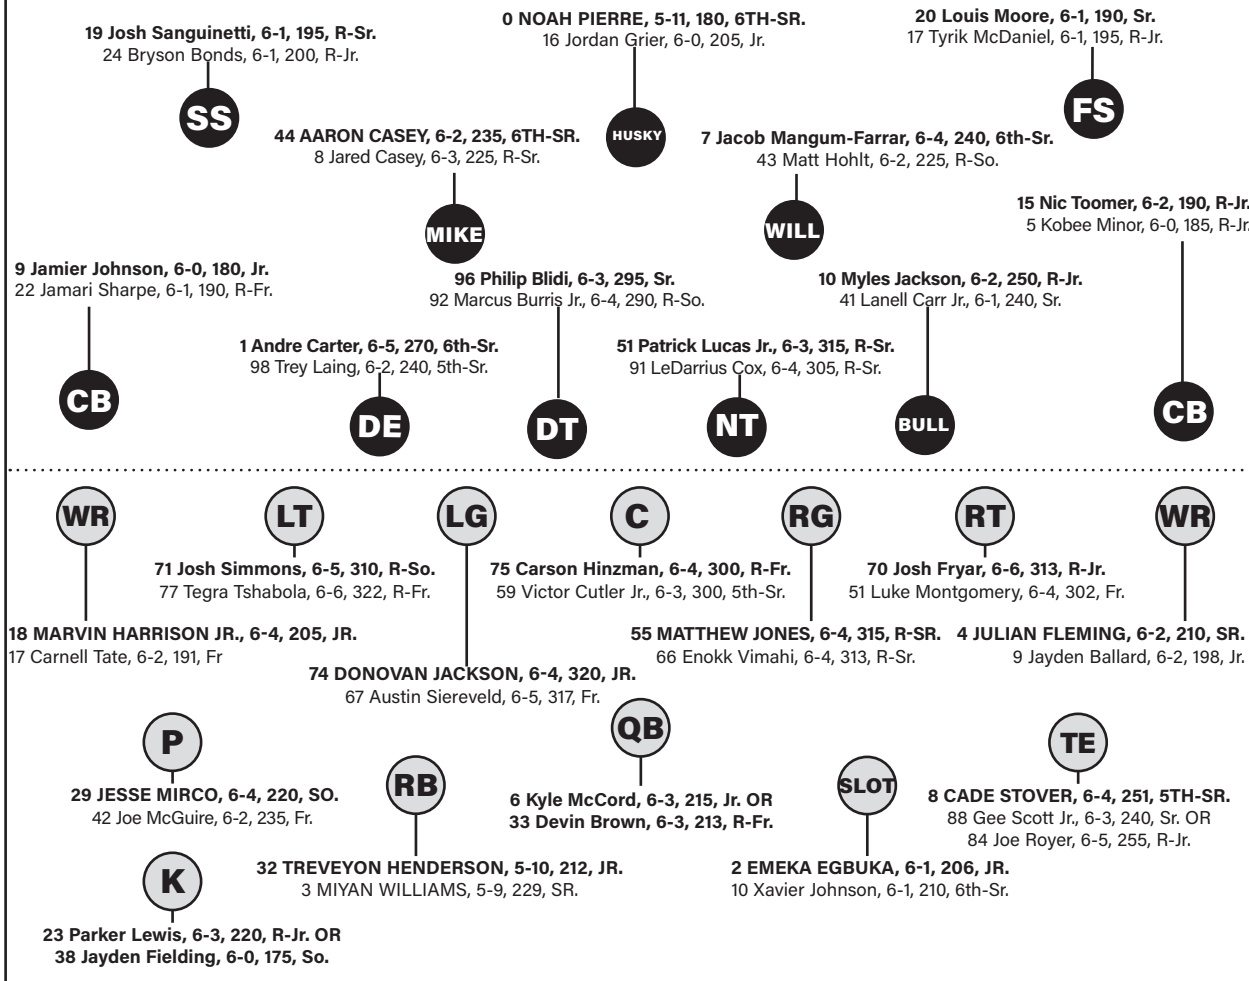 19 Josh Sanguinetti, 6-1, 195, R-Sr.
24 Bryson Bonds, 6-1, 200, R-Jr.
SS
0 NOAH PIERRE, 5-11, 180, 6TH-SR.
16 Jordan Grier, 6-0, 205, Jr.
HUSKY
20 Louis Moore, 6-1, 190, Sr.
17 Tyrik McDaniel, 6-1, 195, R-Jr.
FS
44 AARON CASEY, 6-2, 235, 6TH-SR.
8 Jared Casey, 6-3, 225, R-Sr.
MIKE
7 Jacob Mangum-Farrar, 6-4, 240, 6th-Sr.
43 Matt Hohlt, 6-2, 225, R-So.
WILL
15 Nic Toomer, 6-2, 190, R-Jr.
5 Kobee Minor, 6-0, 185, R-Jr.
CB
9 Jamier Johnson, 6-0, 180, Jr.
22 Jamari Sharpe, 6-1, 190, R-Fr.
CB
96 Philip Blidi, 6-3, 295, Sr.
92 Marcus Burris Jr., 6-4, 290, R-So.
DT
10 Myles Jackson, 6-2, 250, R-Jr.
41 Lanell Carr Jr., 6-1, 240, Sr.
BULL
1 Andre Carter, 6-5, 270, 6th-Sr.
98 Trey Laing, 6-2, 240, 5th-Sr.
DE
51 Patrick Lucas Jr., 6-3, 315, R-Sr.
91 LeDarrius Cox, 6-4, 305, R-Sr.
NT
WR
18 MARVIN HARRISON JR., 6-4, 205, JR.
17 Carnell Tate, 6-2, 191, Fr
LT
71 Josh Simmons, 6-5, 310, R-So.
77 Tegra Tshabola, 6-6, 322, R-Fr.
LG
74 DONOVAN JACKSON, 6-4, 320, JR.
67 Austin Siereveld, 6-5, 317, Fr.
C
75 Carson Hinzman, 6-4, 300, R-Fr.
59 Victor Cutler Jr., 6-3, 300, 5th-Sr.
RG
55 MATTHEW JONES, 6-4, 315, R-SR.
66 Enokk Vimahi, 6-4, 313, R-Sr.
RT
70 Josh Fryar, 6-6, 313, R-Jr.
51 Luke Montgomery, 6-4, 302, Fr.
WR
4 JULIAN FLEMING, 6-2, 210, SR.
9 Jayden Ballard, 6-2, 198, Jr.
P
29 JESSE MIRCO, 6-4, 220, SO.
42 Joe McGuire, 6-2, 235, Fr.
RB
32 TREVEYON HENDERSON, 5-10, 212, JR.
3 MIYAN WILLIAMS, 5-9, 229, SR.
QB
6 Kyle McCord, 6-3, 215, Jr. OR
33 Devin Brown, 6-3, 213, R-Fr.
SLOT
2 EMEKA EGBUKA, 6-1, 206, JR.
10 Xavier Johnson, 6-1, 210, 6th-Sr.
TE
8 CADE STOVER, 6-4, 251, 5TH-SR.
88 Gee Scott Jr., 6-3, 240, Sr. OR
84 Joe Royer, 6-5, 255, R-Jr.
K
23 Parker Lewis, 6-3, 220, R-Jr. OR
38 Jayden Fielding, 6-0, 175, So.